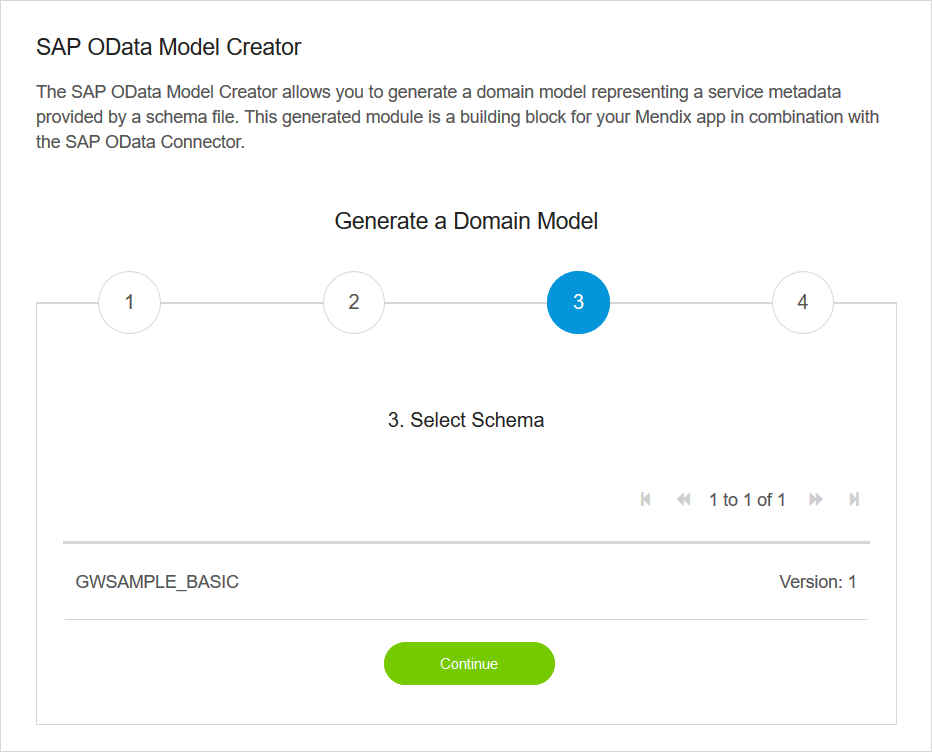 SAP OData Model Creator
The SAP OData Model Creator allows you to generate a domain model representing a service metadata
provided by a schema file. This generated module is a building block for your Mendix app in combination with
the SAP OData Connector.
Generate a Domain Model
1 2 3 4
3. Select Schema
1 to 1 of 1
GWSAMPLE_BASIC Version: 1
Continue